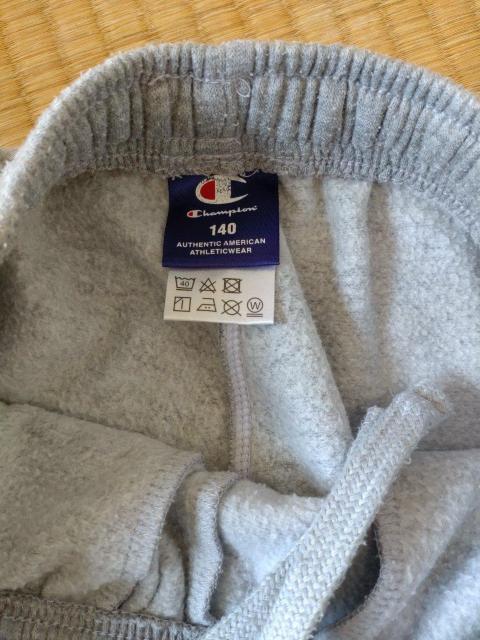 Champion
140
AUTHENTIC AMERICAN
ATHLETICWEAR
40
W